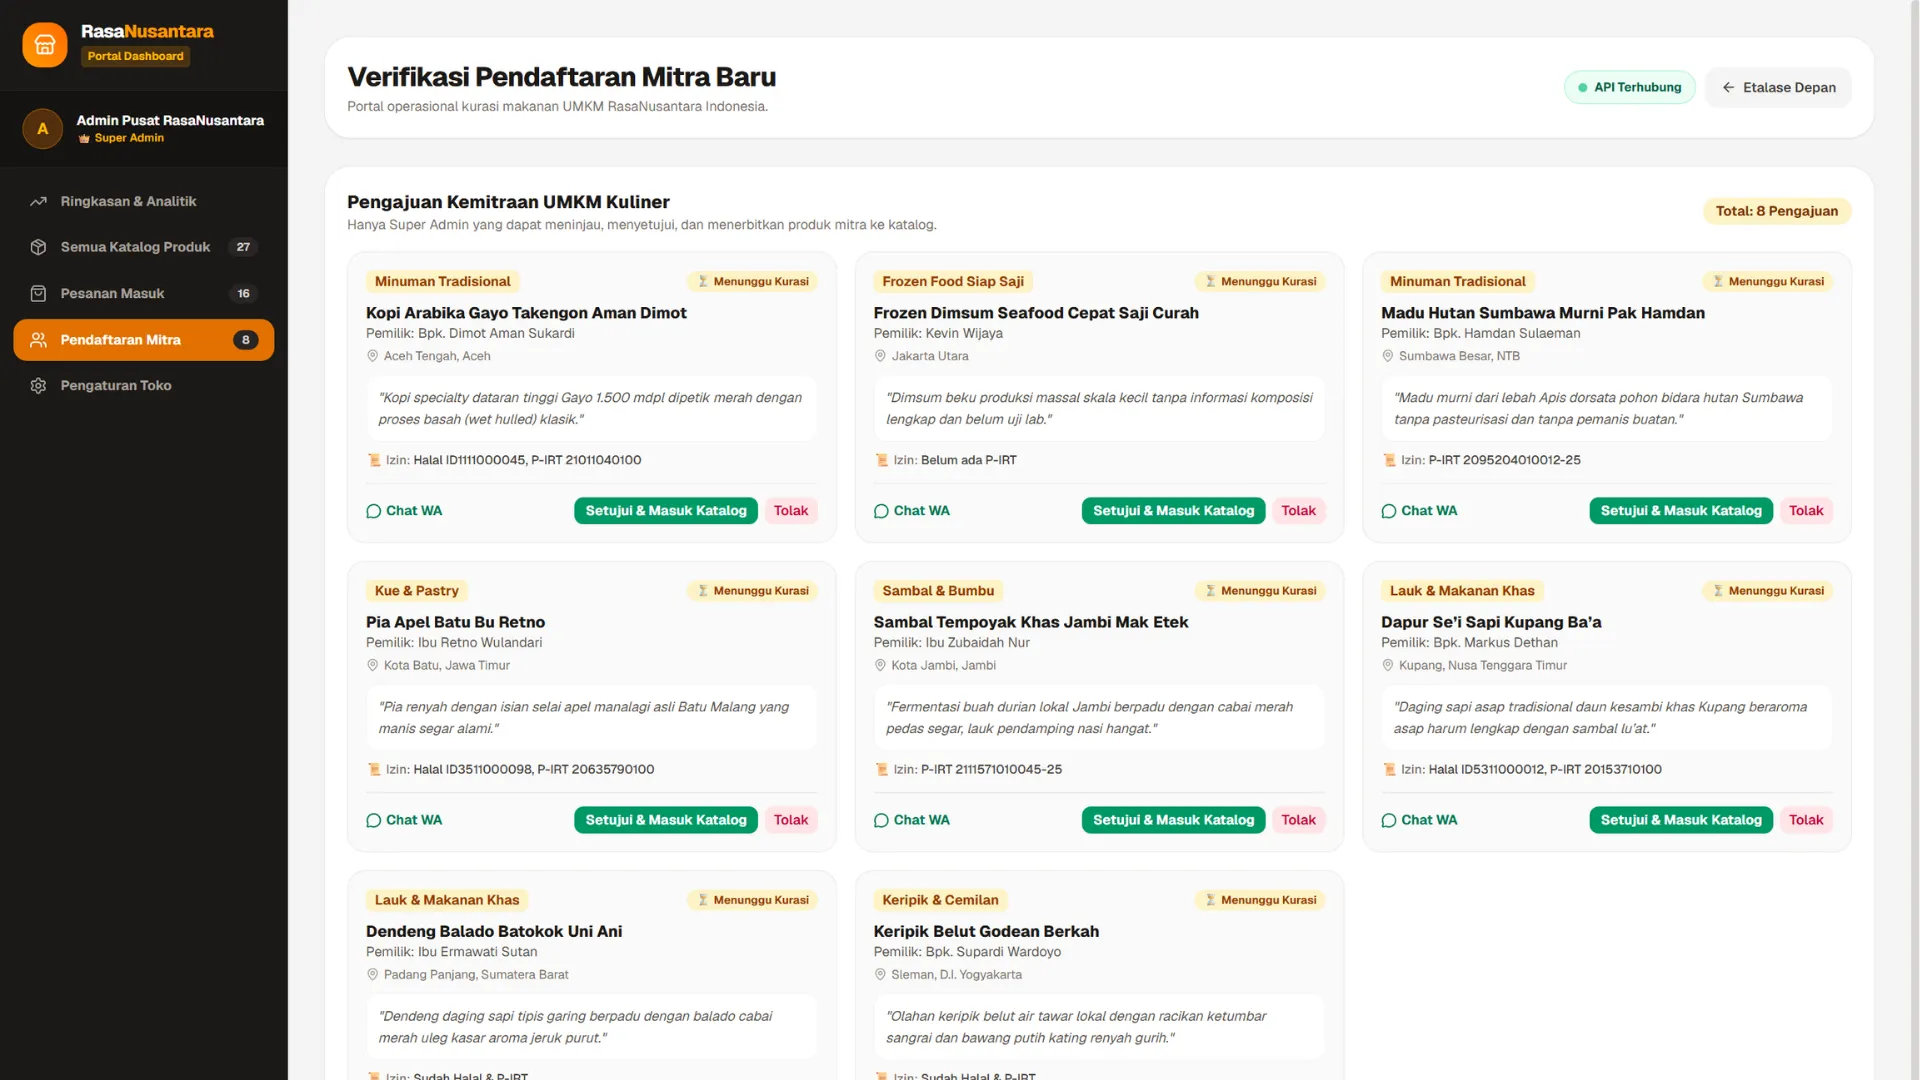 RasaNusantara
Portal Dashboard
A
Admin Pusat RasaNusantara
Super Admin
Ringkasan & Analitik
Semua Katalog Produk 27
Pesanan Masuk 16
Pendaftaran Mitra 8
Pengaturan Toko
Verifikasi Pendaftaran Mitra Baru
Portal operasional kurasi makanan UMKM RasaNusantara Indonesia.
API Terhubung
Etalase Depan
Pengajuan Kemitraan UMKM Kuliner
Hanya Super Admin yang dapat meninjau, menyetujui, dan menerbitkan produk mitra ke katalog.
Total: 8 Pengajuan
Minuman Tradisional
Menunggu Kurasi
Kopi Arabika Gayo Takengon Aman Dimot
Pemilik: Bpk. Dimot Aman Sukardi
Aceh Tengah, Aceh
"Kopi specialty dataran tinggi Gayo 1.500 mdpl dipetik merah dengan
proses basah (wet hulled) klasik."
Izin: Halal ID1111000045, P-IRT 21011040100
Chat WA
Setujui & Masuk Katalog
Tolak
Frozen Food Siap Saji
Menunggu Kurasi
Frozen Dimsum Seafood Cepat Saji Curah
Pemilik: Kevin Wijaya
Jakarta Utara
"Dimsum beku produksi massal skala kecil tanpa informasi komposisi
lengkap dan belum uji lab."
Izin: Belum ada P-IRT
Chat WA
Setujui & Masuk Katalog
Tolak
Minuman Tradisional
Menunggu Kurasi
Madu Hutan Sumbawa Murni Pak Hamdan
Pemilik: Bpk. Hamdan Sulaeman
Sumbawa Besar, NTB
"Madu murni dari lebah Apis dorsata pohon bidara hutan Sumbawa
tanpa pasteurisasi dan tanpa pemanis buatan."
Izin: P-IRT 2095204010012-25
Chat WA
Setujui & Masuk Katalog
Tolak
Kue & Pastry
Menunggu Kurasi
Pia Apel Batu Bu Retno
Pemilik: Ibu Retno Wulandari
Kota Batu, Jawa Timur
"Pia renyah dengan isian selai apel manalagi asli Batu Malang yang
manis segar alami."
Izin: Halal ID3511000098, P-IRT 20635790100
Chat WA
Setujui & Masuk Katalog
Tolak
Sambal & Bumbu
Menunggu Kurasi
Sambal Tempoyak Khas Jambi Mak Etek
Pemilik: Ibu Zubaidah Nur
Kota Jambi, Jambi
"Fermentasi buah durian lokal Jambi berpadu dengan cabai merah
pedas segar, lauk pendamping nasi hangat."
Izin: P-IRT 2111571010045-25
Chat WA
Setujui & Masuk Katalog
Tolak
Lauk & Makanan Khas
Menunggu Kurasi
Dapur Se’i Sapi Kupang Ba’a
Pemilik: Bpk. Markus Dethan
Kupang, Nusa Tenggara Timur
"Daging sapi asap tradisional daun kesambi khas Kupang beraroma
asap harum lengkap dengan sambal lu’at."
Izin: Halal ID5311000012, P-IRT 20153710100
Chat WA
Setujui & Masuk Katalog
Tolak
Lauk & Makanan Khas
Menunggu Kurasi
Dendeng Balado Batokok Uni Ani
Pemilik: Ibu Ermawati Sutan
Padang Panjang, Sumatera Barat
"Dendeng daging sapi tipis garing berpadu dengan balado cabai
merah uleg kasar aroma jeruk purut."
Izin: Sudah Halal & P-IRT
Keripik & Cemilan
Menunggu Kurasi
Keripik Belut Godean Berkah
Pemilik: Bpk. Supardi Wardoyo
Sleman, D.I. Yogyakarta
"Olahan keripik belut air tawar lokal dengan racikan ketumbar
sangrai dan bawang putih kating renyah gurih."
Izin: Sudah Halal & P-IRT